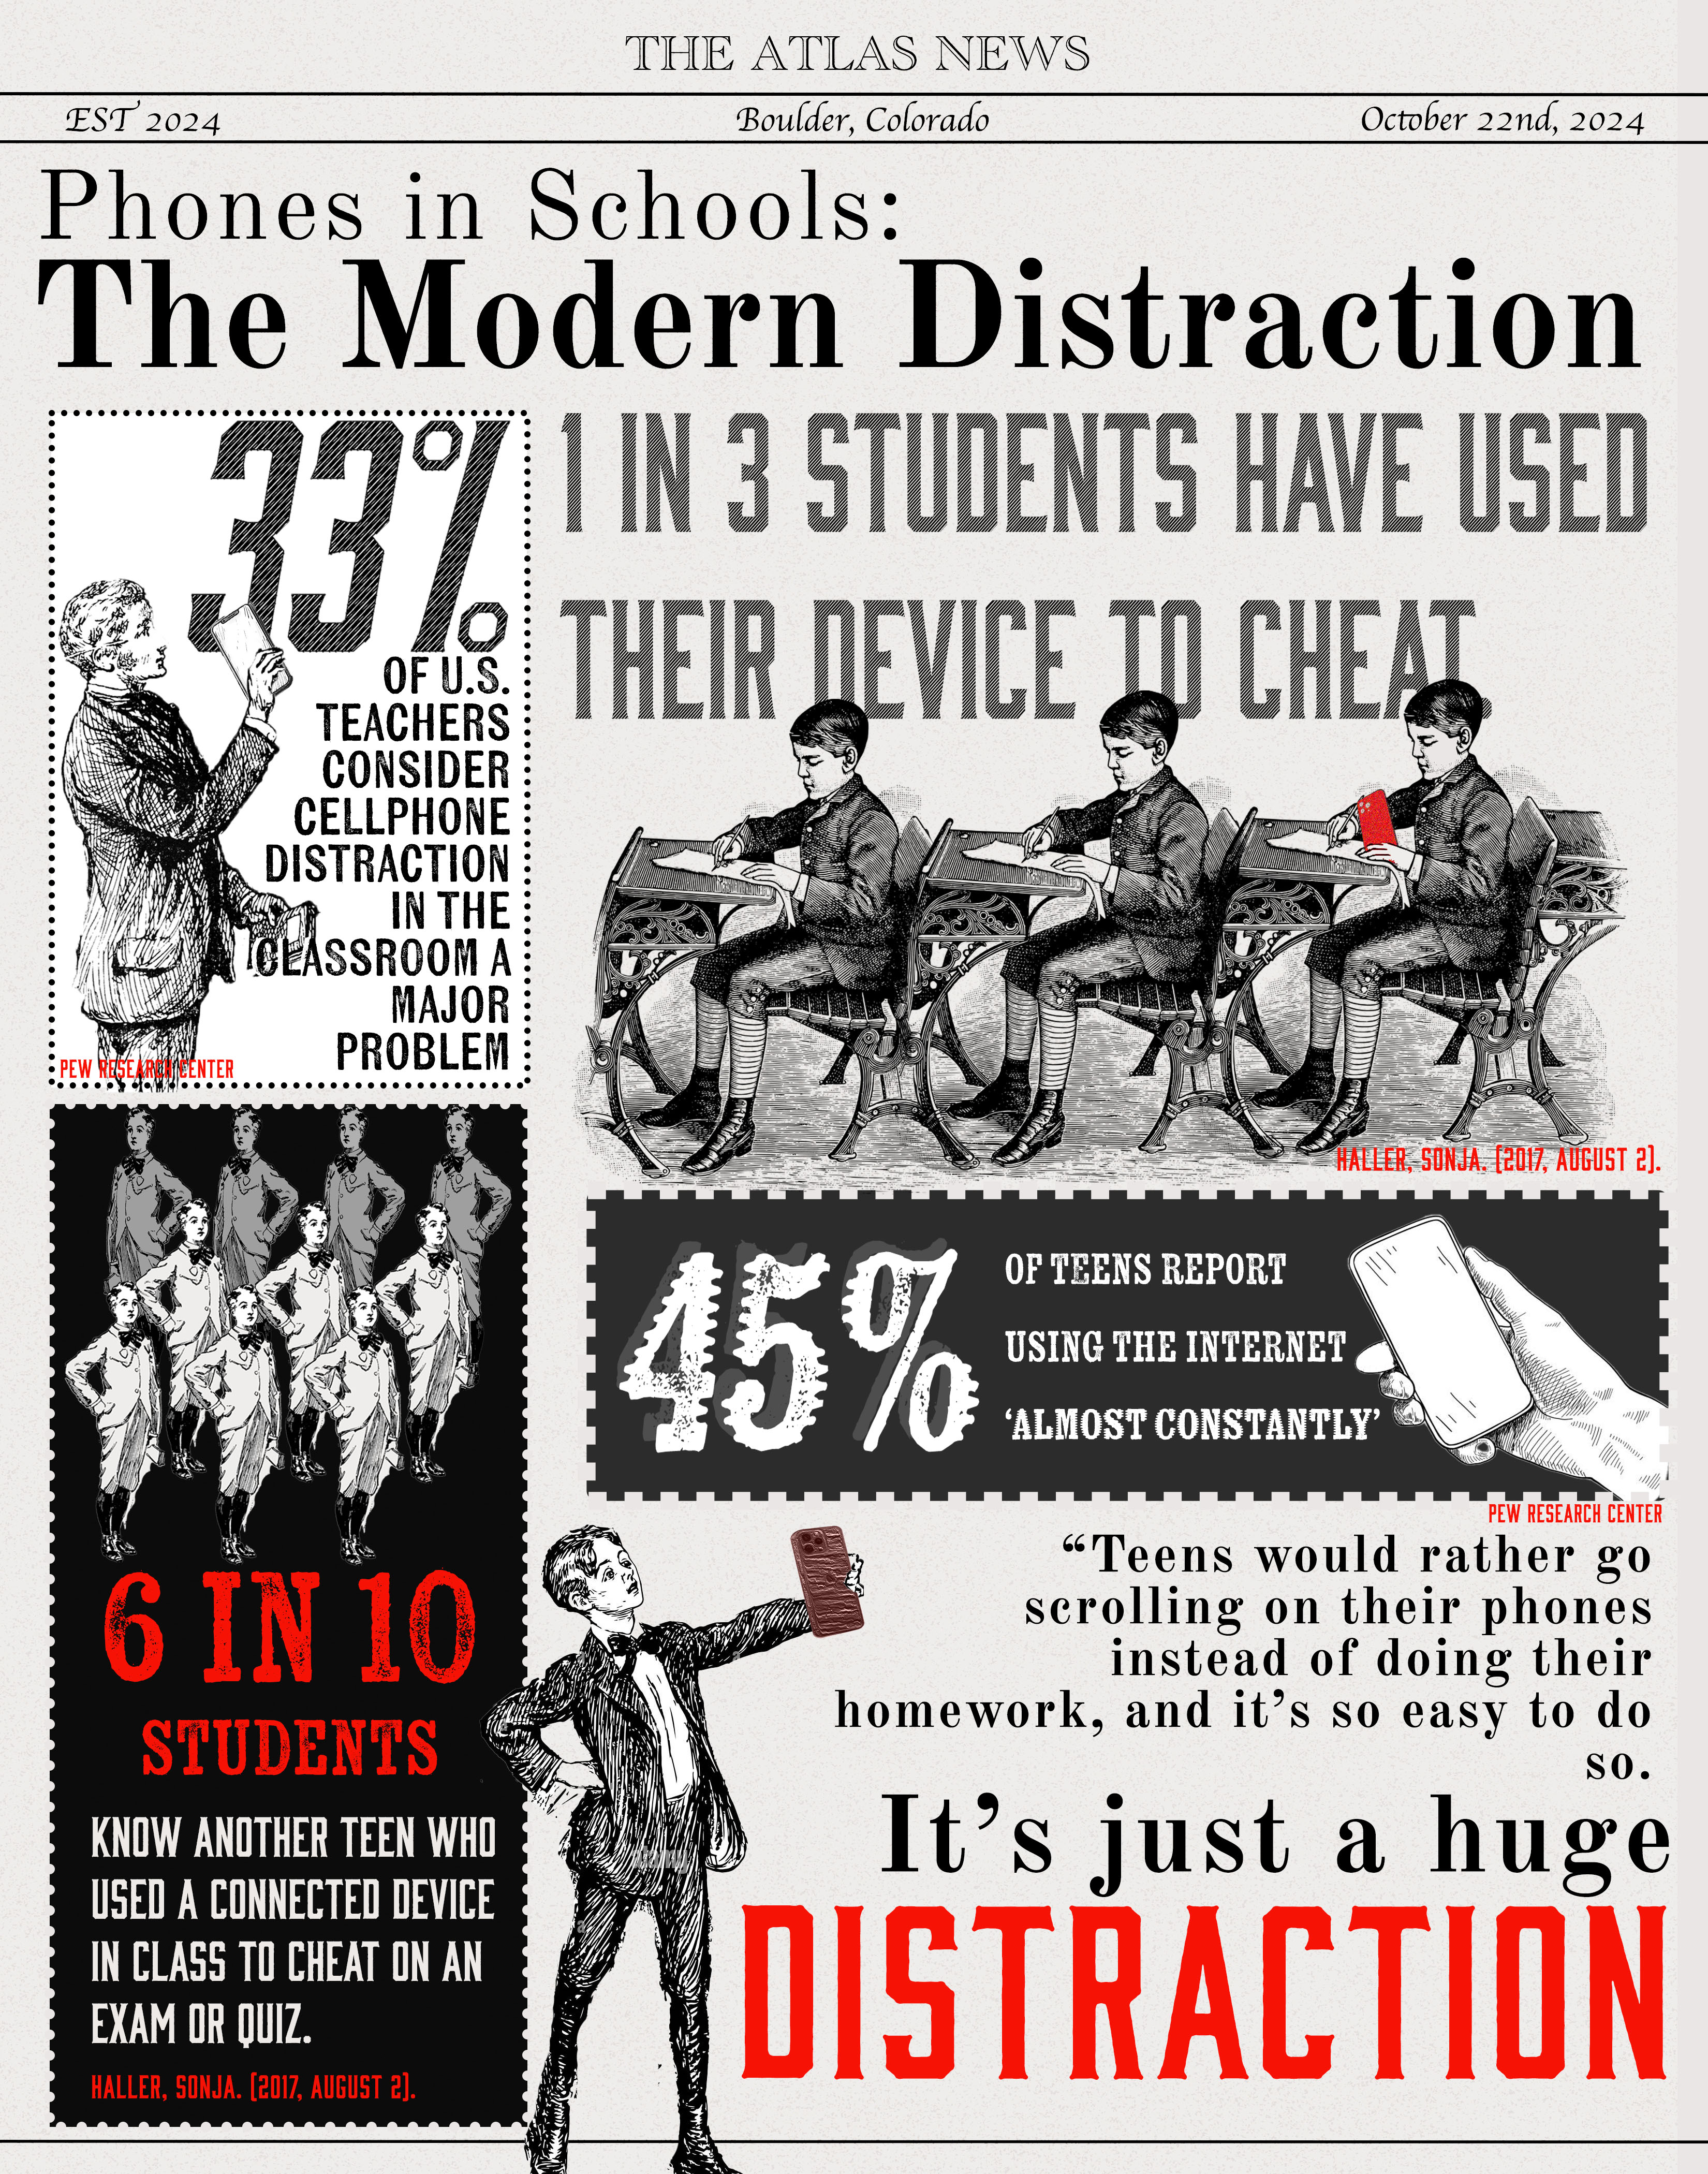 THE ATLAS NEWS
EST 2024
Boulder, Colorado
October 22nd, 2024
Phones in Schools:
The Modern Distraction
33%
OF U.S.
TEACHERS
CONSIDER
CELLPHONE
DISTRACTION
IN THE
CLASSROOM A
MAJOR
PROBLEM
PEW RESEARCH CENTER
1 IN 3 STUDENTS HAVE USED
THEIR DEVICE TO CHEAT.
HALLER, SONJA. (2017, AUGUST 2).
6 IN 10
STUDENTS
KNOW ANOTHER TEEN WHO
USED A CONNECTED DEVICE
IN CLASS TO CHEAT ON AN
EXAM OR QUIZ.
HALLER, SONJA. (2017, AUGUST 2).
45%
OF TEENS REPORT
USING THE INTERNET
‘ALMOST CONSTANTLY’
PEW RESEARCH CENTER
“Teens would rather go
scrolling on their phones
instead of doing their
homework, and it’s so easy to do
so.
It’s just a huge
DISTRACTION